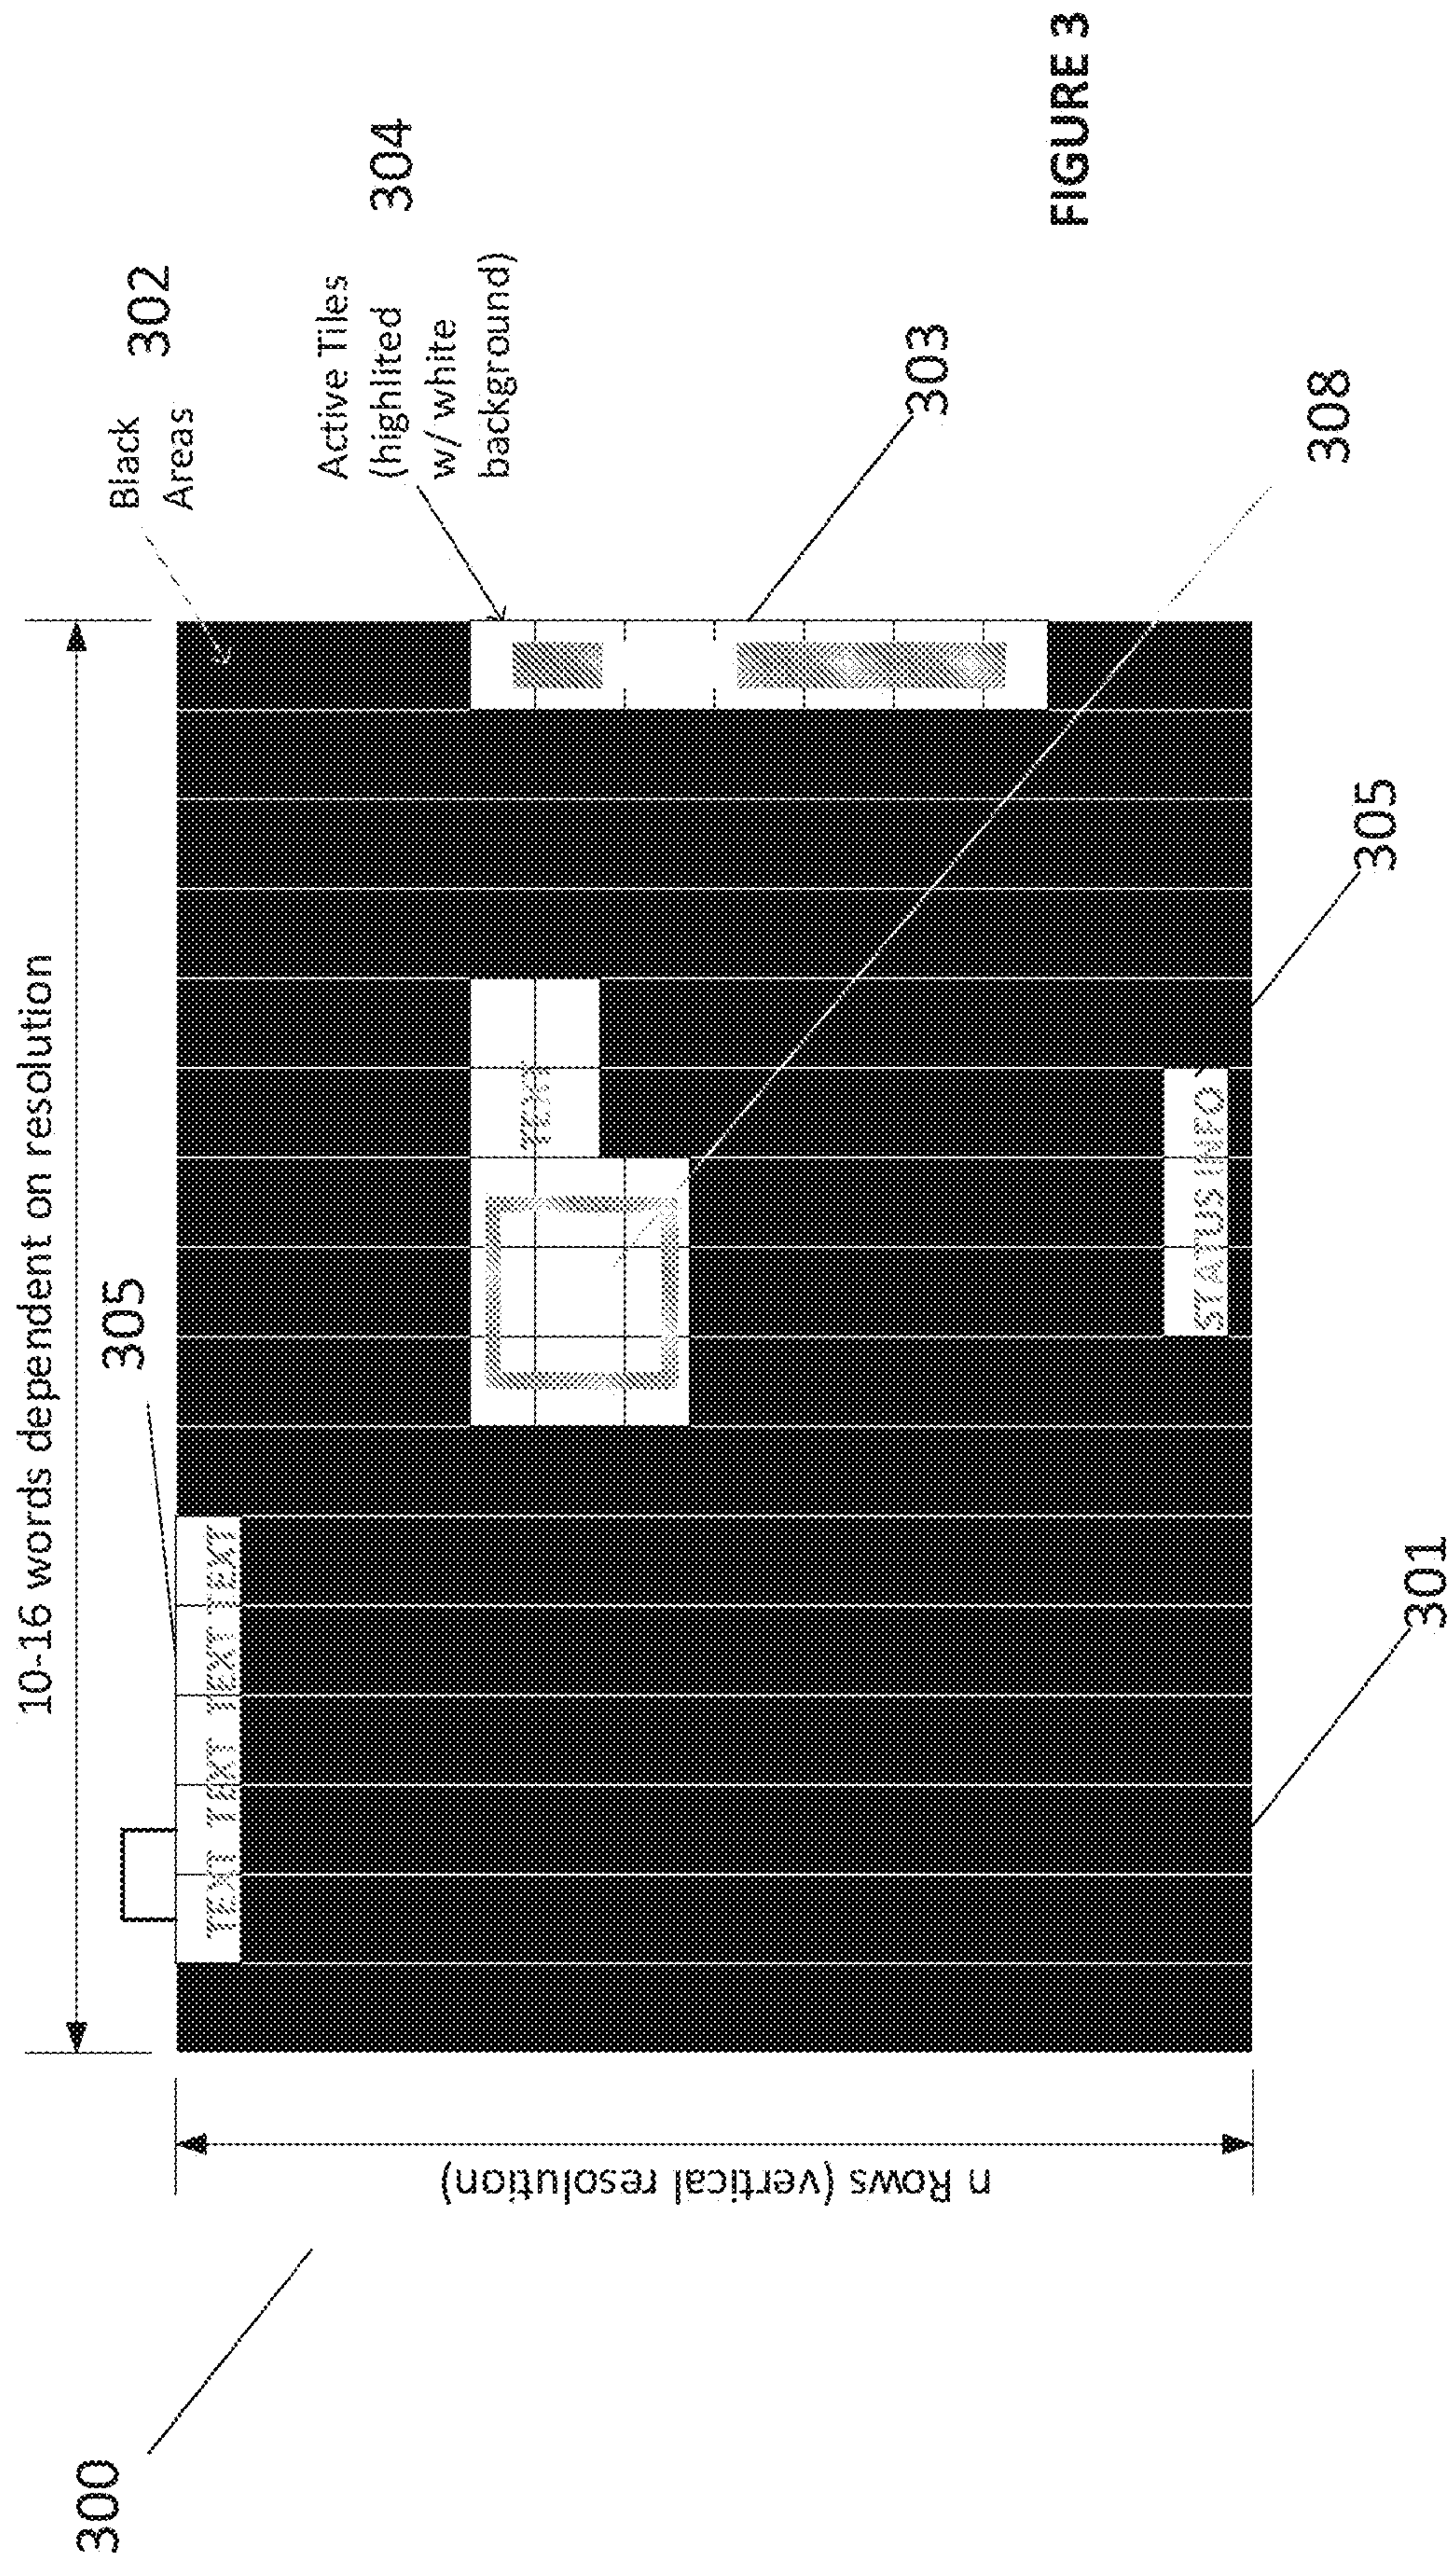 10-16 words dependent on resolution
305
Black
Areas
302
Active Tiles
(highlited
w/ white
background)
304
TEXT TEXT TEXT TEXT
TEXT
STATUS INFO
n Rows (vertical resolution)
303
308
305
301
300
FIGURE 3